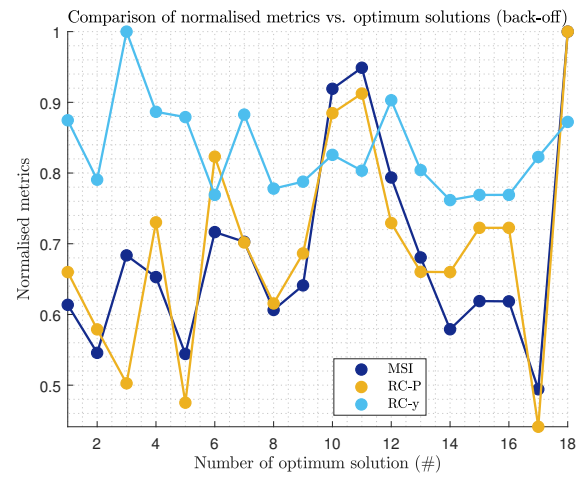 Comparison of normalised metrics vs. optimum solutions (back-off)
1
0.9
0.8
0.7
0.6
0.5
Normalised metrics
MSI
RC-P
RC-y
2 4 6 8 10 12 14 16 18
Number of optimum solution (#)